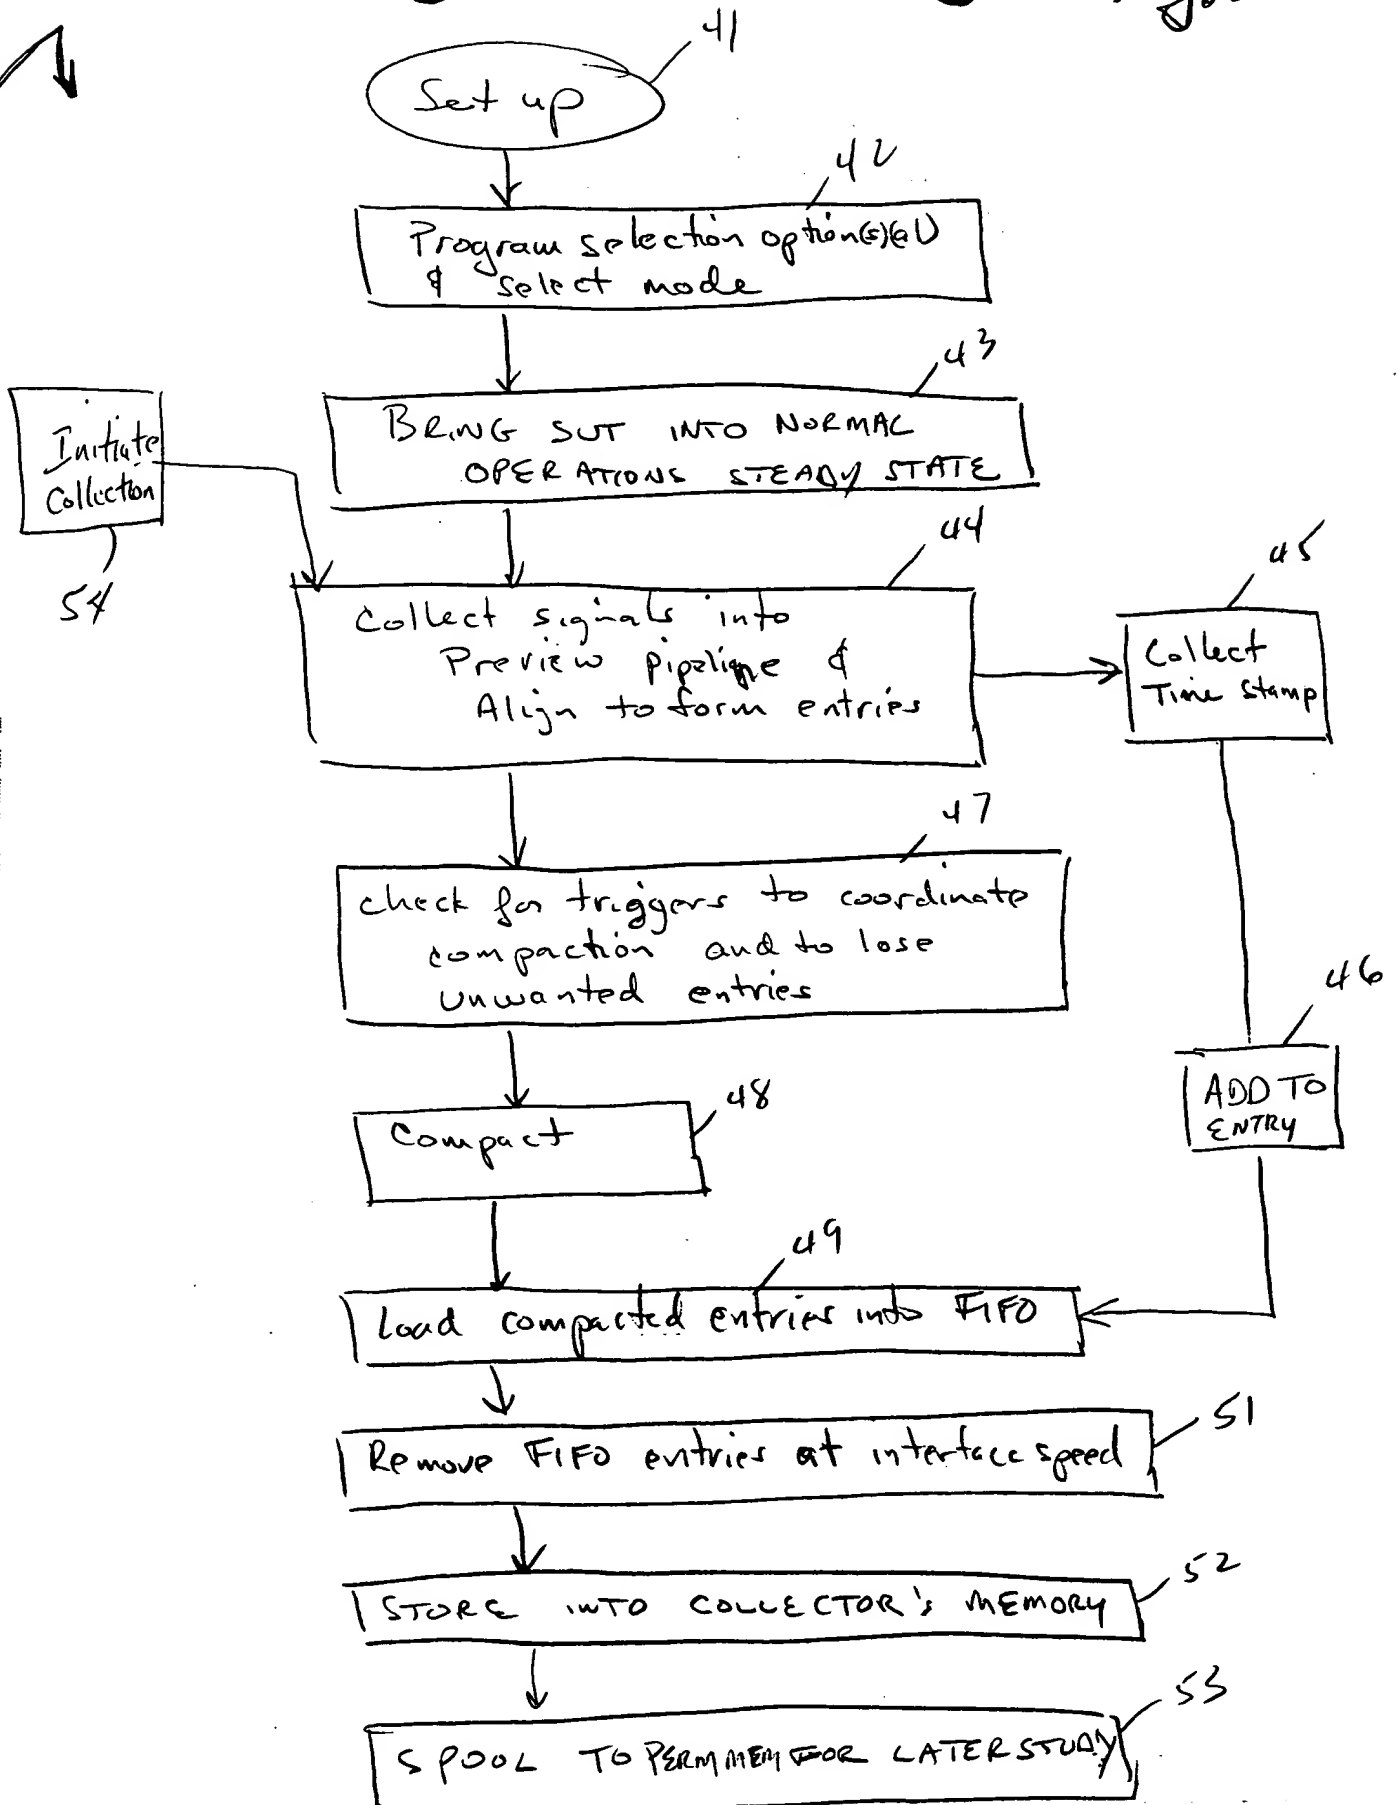 41
Set up
42
Program selection option(s)
& select mode
43
BRING SUT INTO NORMAL
OPERATIONS STEADY STATE
Initiate
Collection
54
44
Collect signals into
Preview pipeline &
Align to form entries
45
Collect
Time Stamp
47
check for triggers to coordinate
compaction and to lose
unwanted entries
46
ADD TO
ENTRY
48
Compact
49
Load compacted entries into FIFO
51
Remove FIFO entries at interface speed
52
STORE INTO COLLECTOR'S MEMORY
53
SPOOL TO PERM MEM FOR LATER STUDY